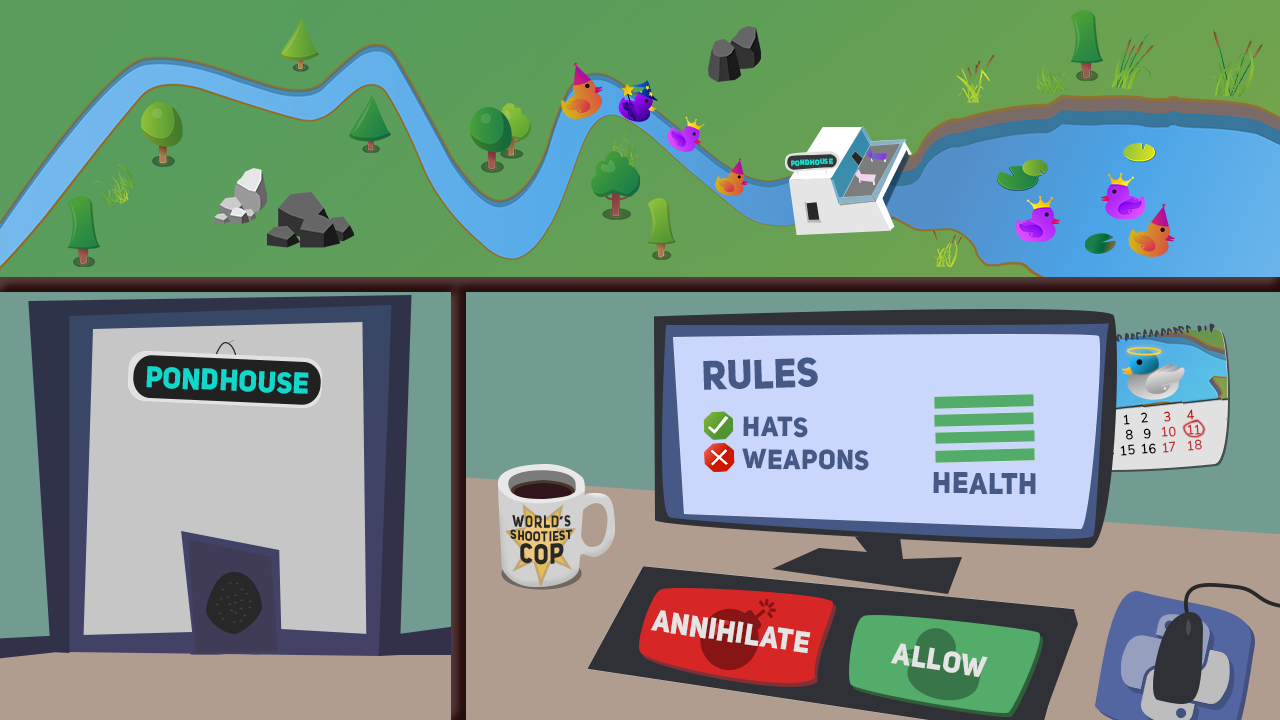 PONDHOUSE
PONDHOUSE
RULES
HATS
WEAPONS
HEALTH
WORLD'S
SHOOTIEST
COP
1 2 3 4
8 9 10 11
15 16 17 18
ANNIHILATE
ALLOW